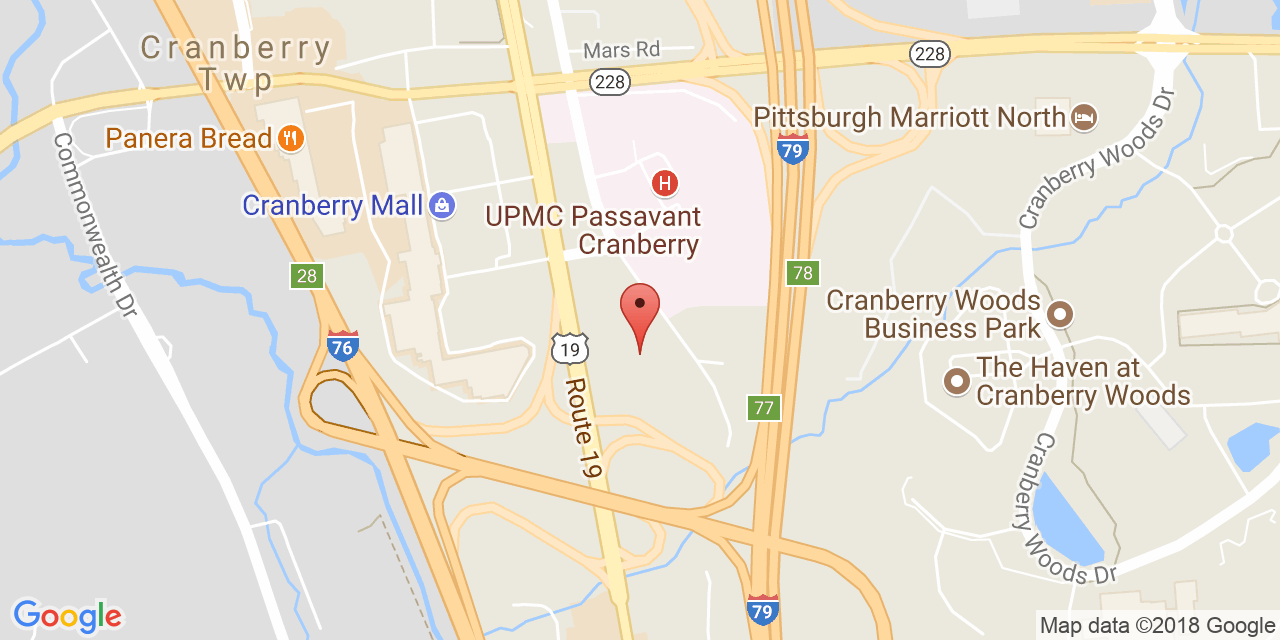 Cranberry
Twp
Mars Rd
228
228
Pittsburgh Marriott North
Panera Bread
79
Commonwealth Dr
Cranberry Woods Dr
H
Cranberry Mall
UPMC Passavant
Cranberry
28
78
Cranberry Woods
Business Park
76
19
The Haven at
Cranberry Woods
77
Route 19
Cranberry Woods Dr
79
Google
Map data ©2018 Google